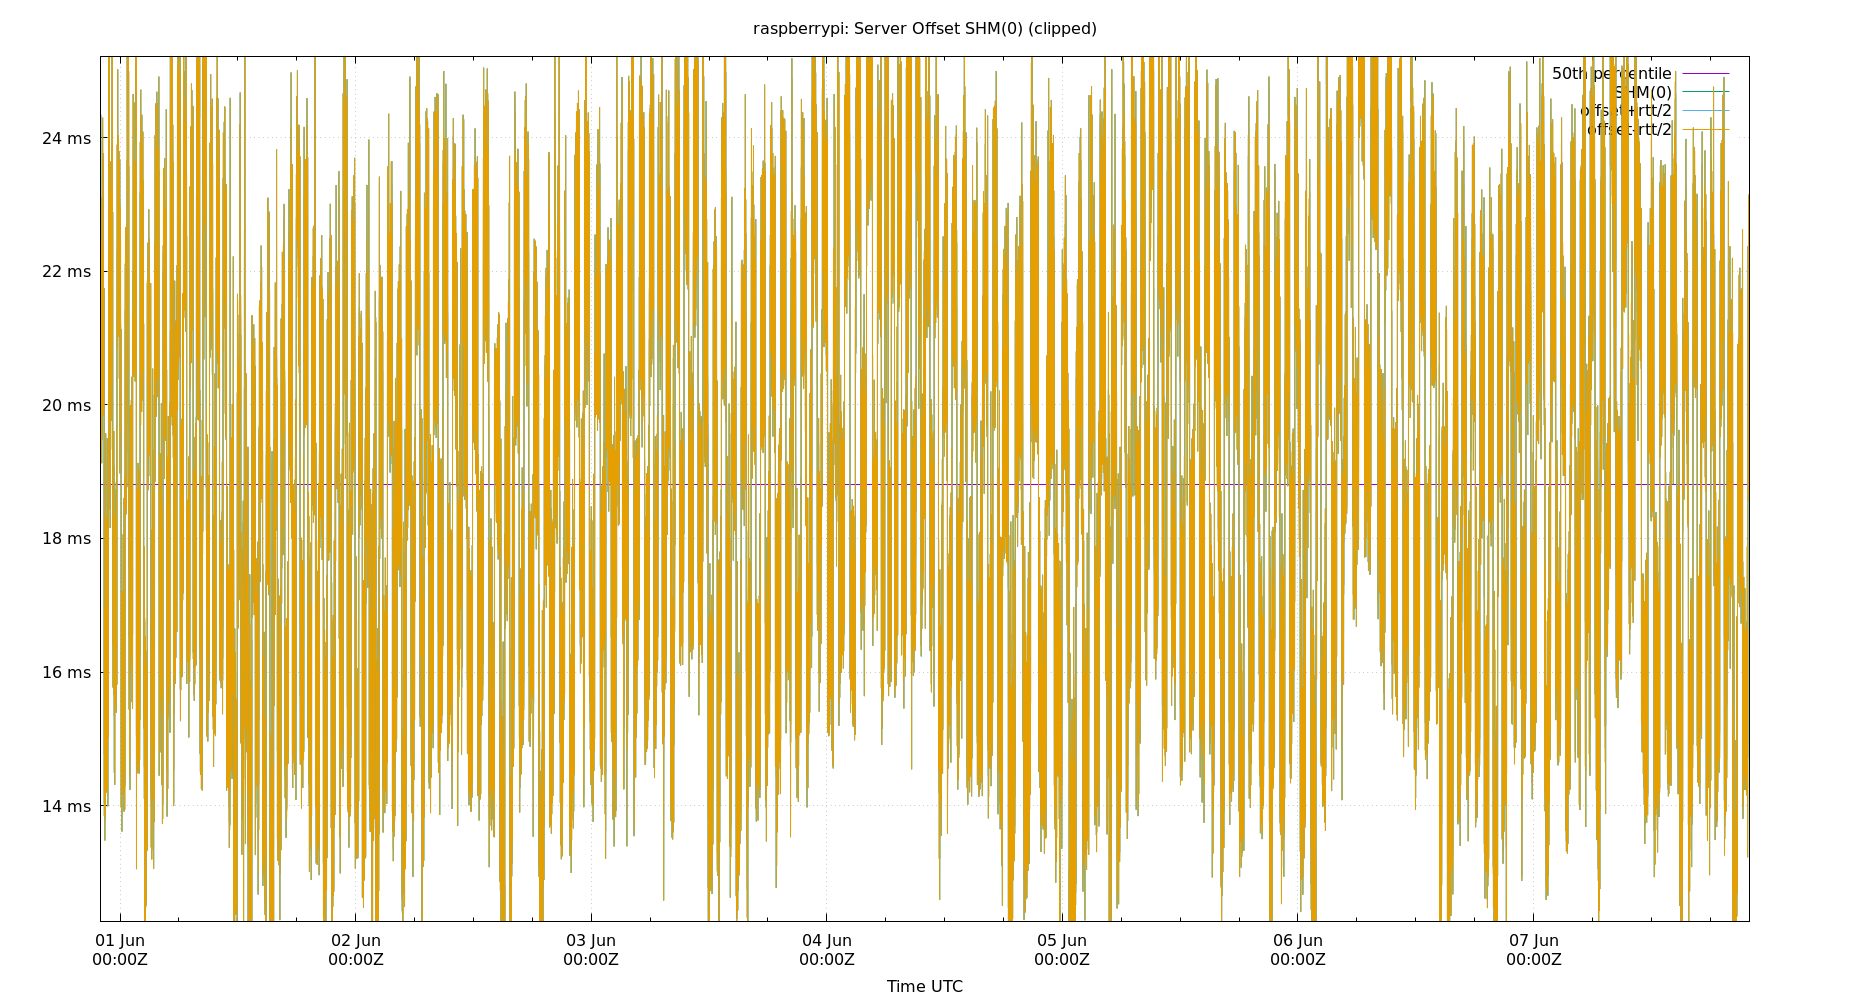 raspberrypi: Server Offset SHM(0) (clipped)
50th percentile
SHM(0)
offset+rtt/2
offset-rtt/2
24 ms
22 ms
20 ms
18 ms
16 ms
14 ms
01 Jun 02 Jun 03 Jun 04 Jun 05 Jun 06 Jun 07 Jun
00:00Z 00:00Z 00:00Z 00:00Z 00:00Z 00:00Z 00:00Z
Time UTC